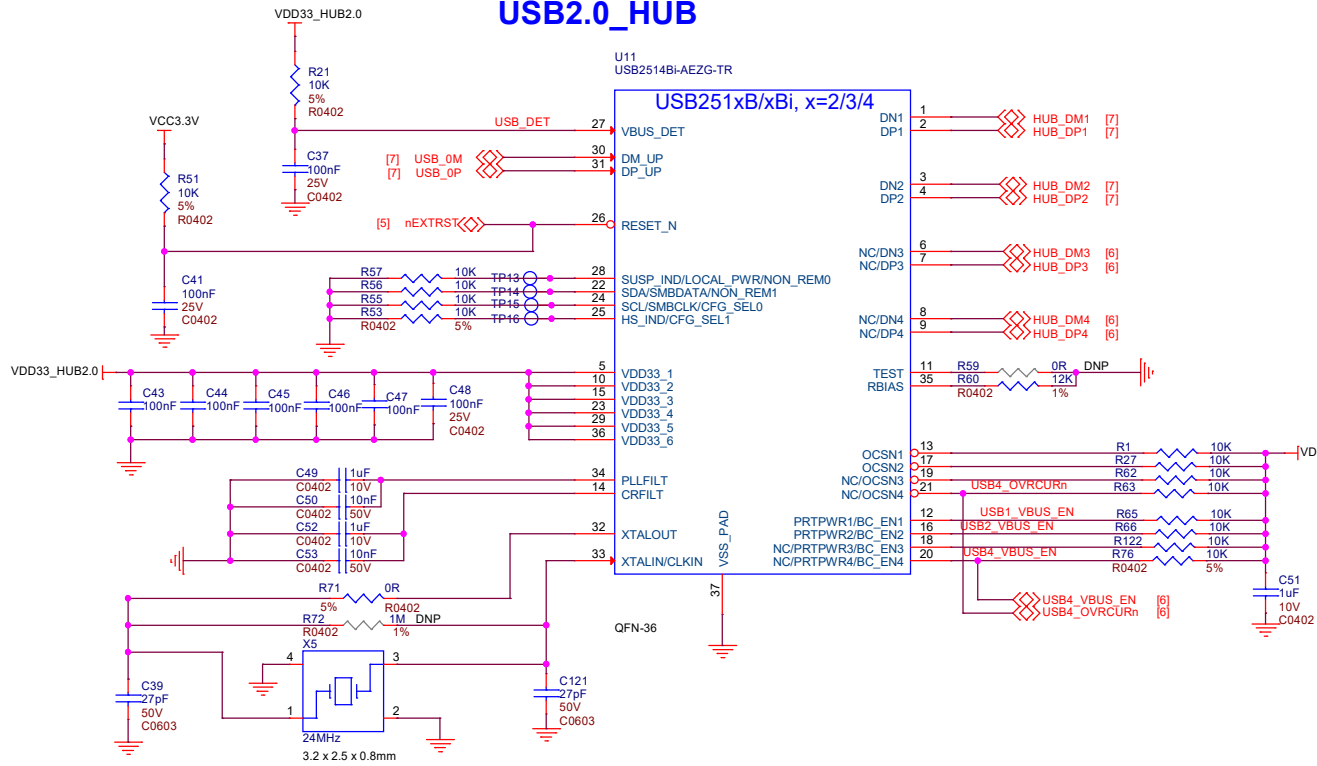 USB2.0_HUB
VDD33_HUB2.0
R21
10K
5%
R0402
C37
100nF
25V
C0402
VCC3.3V
R51
10K
5%
R0402
C41
100nF
25V
C0402
U11
USB2514Bi-AEZG-TR
USB251xB/xBi, x=2/3/4
USB_DET 27 VBUS_DET
[7] USB_0M 30 DM_UP
[7] USB_0P 31 DP_UP
[5] nEXTRST 26 RESET_N
R57 10K TP13 28 SUSP_IND/LOCAL_PWR/NON_REM0
R56 10K TP14 22 SDA/SMBDATA/NON_REM1
R55 10K TP15 24 SCL/SMBCLK/CFG_SEL0
R53 10K TP16 25 HS_IND/CFG_SEL1
R0402 5%
VDD33_HUB2.0
5 VDD33_1
10 VDD33_2
15 VDD33_3
23 VDD33_4
29 VDD33_5
36 VDD33_6
C43
100nF
C44
100nF
C45
100nF
C46
100nF
C47
100nF
C48
100nF
25V
C0402
C49 1uF
C0402 10V
C50 10nF
C0402 50V
C52 1uF
C0402 10V
C53 10nF
C0402 50V
34 PLLFILT
14 CRFILT
32 XTALOUT
33 XTALIN/CLKIN
R71 0R
5% R0402
R72 1M DNP
R0402 1%
X5
4 3
1 2
24MHz
3.2 x 2.5 x 0.8mm
C39
27pF
50V
C0603
C121
27pF
50V
C0603
VSS_PAD
37
QFN-36
DN1 1 HUB_DM1 [7]
DP1 2 HUB_DP1 [7]
DN2 3 HUB_DM2 [7]
DP2 4 HUB_DP2 [7]
NC/DN3 6 HUB_DM3 [6]
NC/DP3 7 HUB_DP3 [6]
NC/DN4 8 HUB_DM4 [6]
NC/DP4 9 HUB_DP4 [6]
TEST 11 R59 0R DNP
RBIAS 35 R60 12K
R0402 1%
OCSN1 13 R1 10K
OCSN2 17 R27 10K
NC/OCSN3 19 R62 10K
NC/OCSN4 21 USB4_OVRCURn R63 10K
VD
PRTPWR1/BC_EN1 12 USB1_VBUS_EN R65 10K
PRTPWR2/BC_EN2 16 USB2_VBUS_EN R66 10K
NC/PRTPWR3/BC_EN3 18 R122 10K
NC/PRTPWR4/BC_EN4 20 USB4_VBUS_EN R76 10K
R0402 5%
C51
1uF
10V
C0402
USB4_VBUS_EN [6]
USB4_OVRCURn [6]